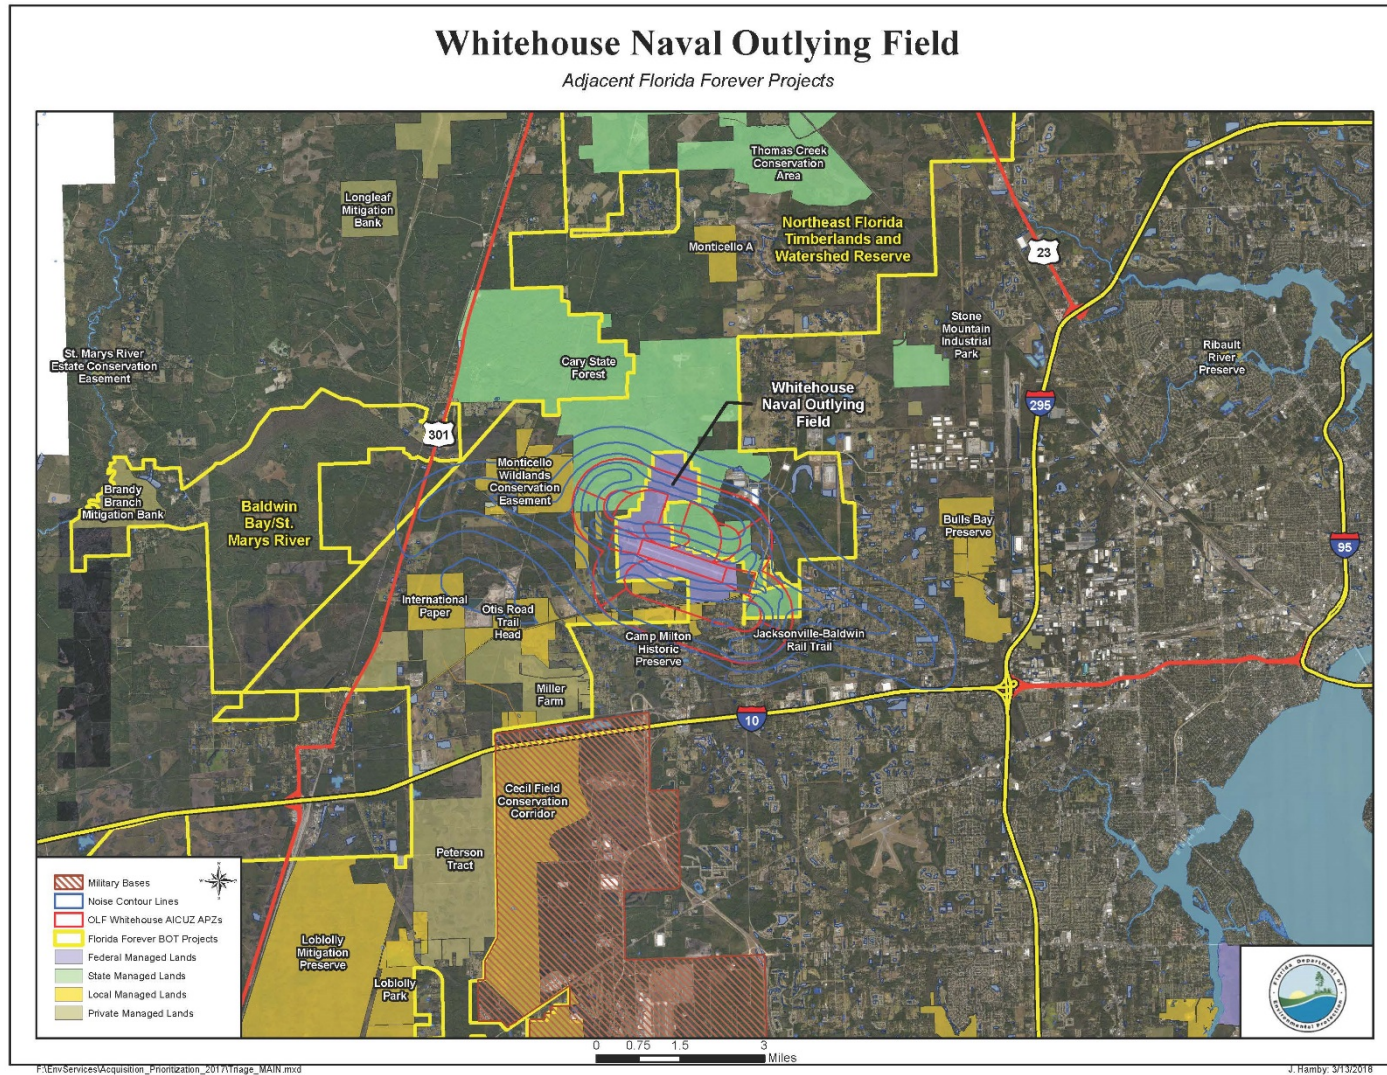 Whitehouse Naval Outlying Field
Adjacent Florida Forever Projects
Thomas Creek
Conservation
Area
Longleaf
Mitigation
Bank
Northeast Florida
Timberlands and
Watershed Reserve
Monticello A
23
St. Marys River
Estate Conservation
Easement
Cary State
Forest
Stone
Mountain
Industrial
Park
Ribault
River
Preserve
Whitehouse
Naval Outlying
Field
295
301
Monticello
Wildlands
Conservation
Easement
Brandy
Branch
Mitigation Bank
Baldwin
Bay/St.
Marys River
Bulls Bay
Preserve
95
International
Paper
Otis Road
Trail
Head
Camp Milton
Historic
Preserve
Jacksonville-Baldwin
Rail Trail
Miller
Farm
10
Cecil Field
Conservation
Corridor
Peterson
Tract
Loblolly
Mitigation
Preserve
Loblolly
Park
Military Bases
Noise Contour Lines
OLF Whitehouse AICUZ APZs
Florida Forever BOT Projects
Federal Managed Lands
State Managed Lands
Local Managed Lands
Private Managed Lands
Florida Department of
Environmental Protection
0 0.75 1.5 3
Miles
F:\EnvServices\Acquisition_Prioritization_2017\Triage_MAIN.mxd
J. Hamby: 3/13/2018